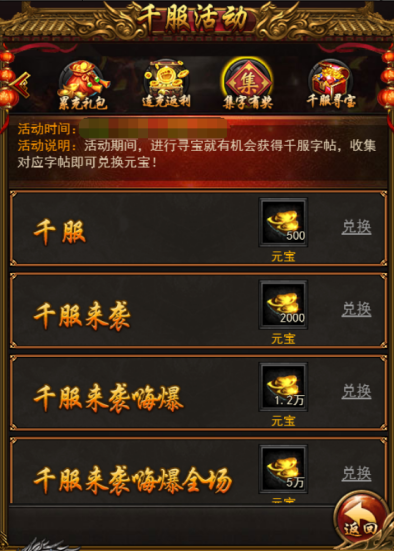 千服活动
累充礼包
连充返利
集
集字有奖
千服寻宝
活动时间：
活动说明：活动期间，进行寻宝就有机会获得千服字帖，收集
对应字帖即可兑换元宝！
千服
500
元宝
兑换
千服来袭
2000
元宝
兑换
千服来袭嗨爆
1.2万
元宝
兑换
千服来袭嗨爆全场
5万
元宝
兑换
返回